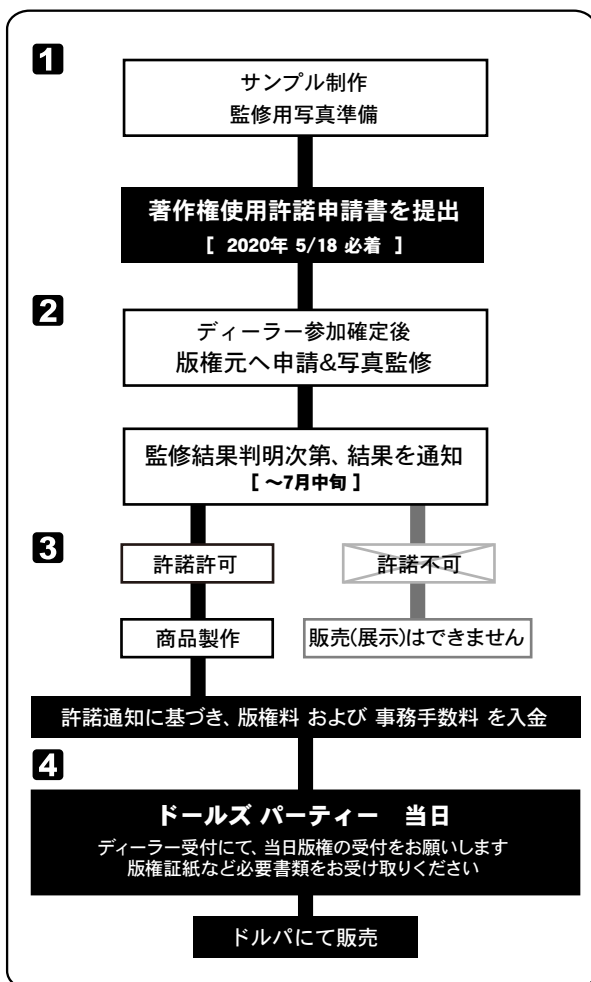 1
サンプル制作
監修用写真準備
著作権使用許諾申請書を提出
[ 2020年 5/18 必着 ]
2
ディーラー参加確定後
版権元へ申請&写真監修
監修結果判明次第、結果を通知
[ ～7月中旬 ]
3
許諾許可
許諾不可
商品製作
販売(展示)はできません
許諾通知に基づき、版権料 および 事務手数料 を入金
4
ドールズ パーティー 当日
ディーラー受付にて、当日版権の受付をお願いします
版権証紙など必要書類をお受け取りください
ドルパにて販売